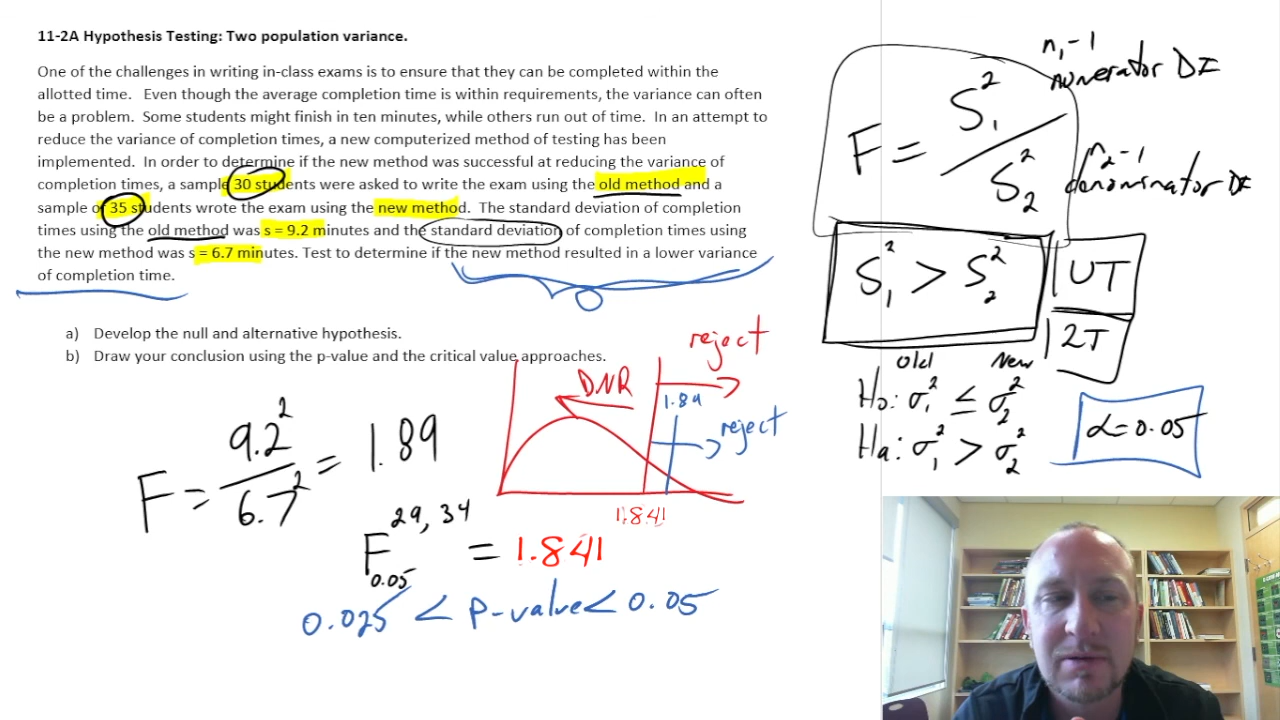 11-2A Hypothesis Testing: Two population variance.
One of the challenges in writing in-class exams is to ensure that they can be completed within the
allotted time. Even though the average completion time is within requirements, the variance can often
be a problem. Some students might finish in ten minutes, while others run out of time. In an attempt to
reduce the variance of completion times, a new computerized method of testing has been
implemented. In order to determine if the new method was successful at reducing the variance of
completion times, a sample 30 students were asked to write the exam using the old method and a
sample of 35 students wrote the exam using the new method. The standard deviation of completion
times using the old method was s = 9.2 minutes and the standard deviation of completion times using
the new method was s = 6.7 minutes. Test to determine if the new method resulted in a lower variance
of completion time.
a) Develop the null and alternative hypothesis.
b) Draw your conclusion using the p-value and the critical value approaches.
F = 9.2² / 6.7² = 1.89
F 29, 34 0.05 = 1.841
0.025 < P-value < 0.05
DNR
reject
1.89
reject
1.841
n₁-1
numerator DF
F = S₁² / S₂²
n₂-1
denominator DF
S₁² > S₂²
1UT
12T
Old New
Ho: σ₁² ≤ σ₂²
Ha: σ₁² > σ₂²
α=0.05